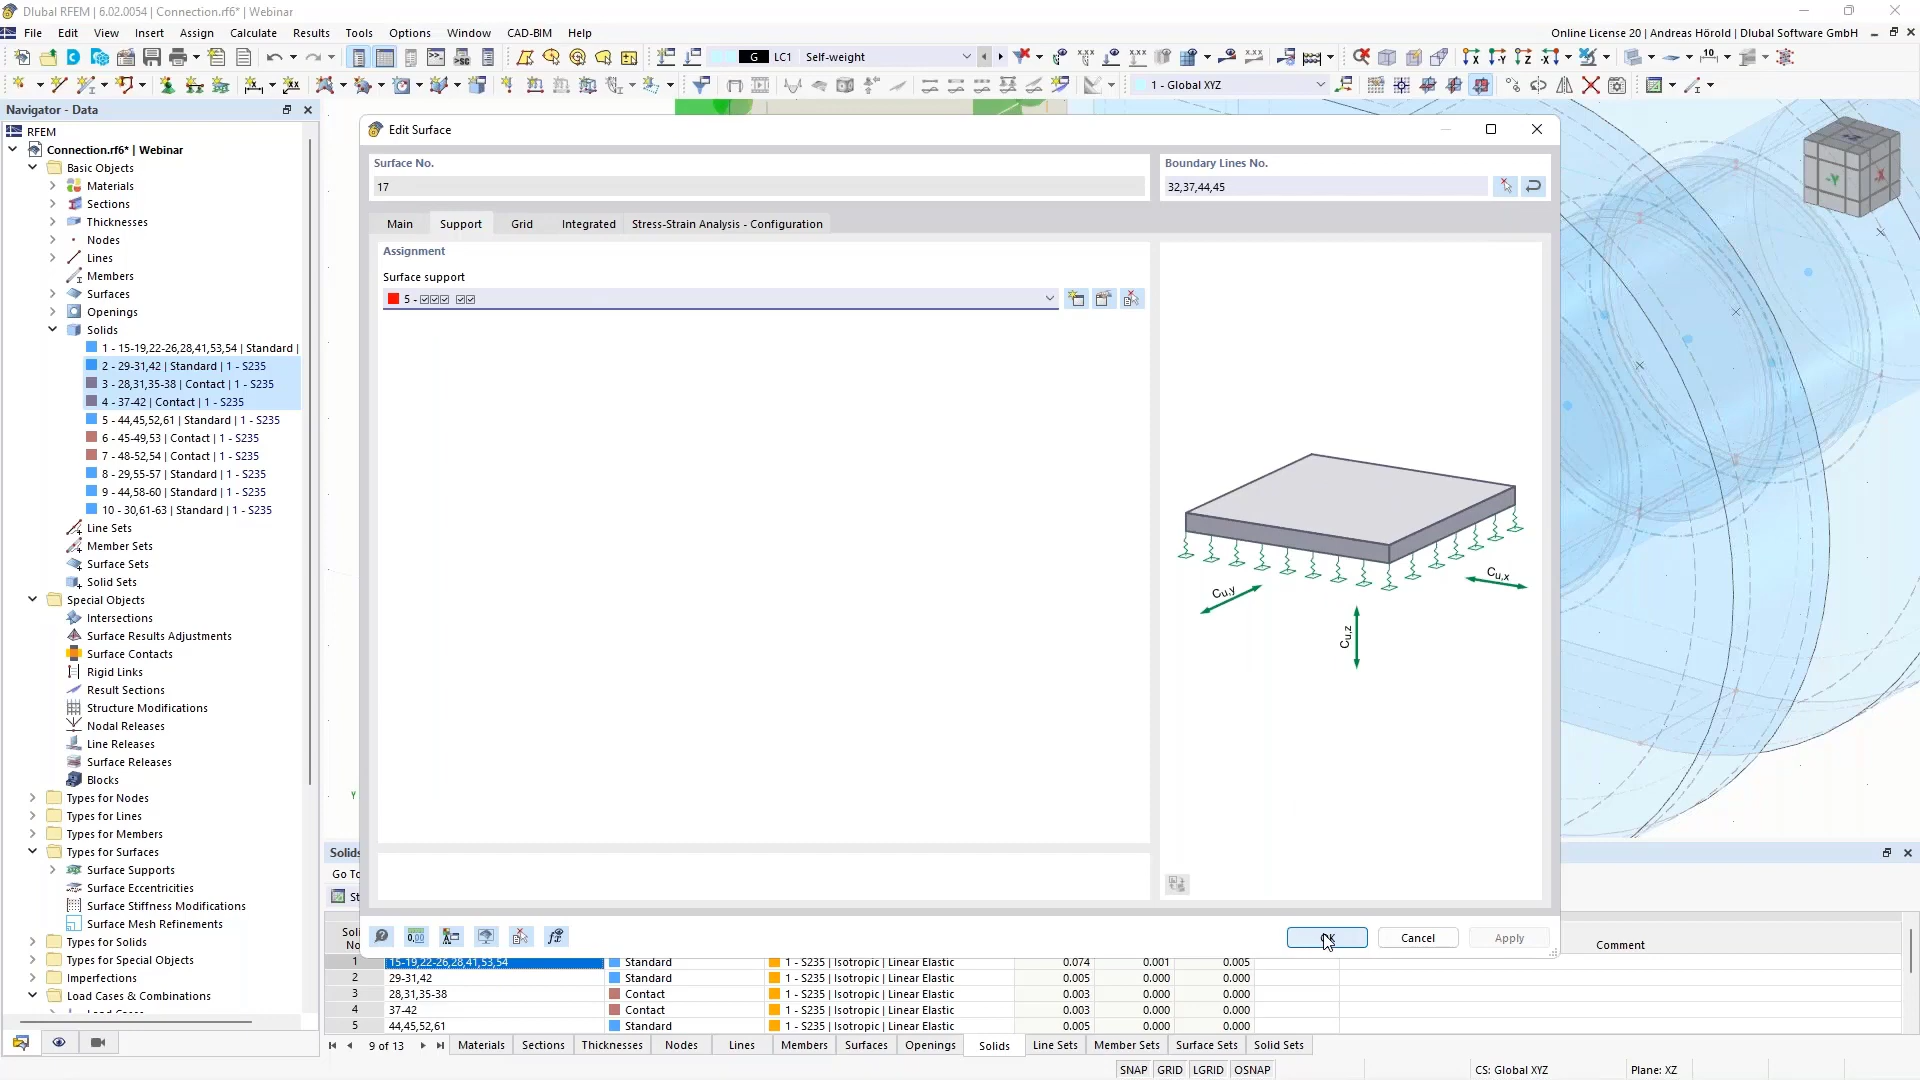 Dlubal RFEM | 6.02.0054 | Connection.rf6* | Webinar
File Edit View Insert Assign Calculate Results Tools Options Window CAD-BIM Help
Online License 20 | Andreas Hörold | Dlubal Software GmbH
G LC1 Self-weight
1 - Global XYZ
Navigator - Data
RFEM
Connection.rf6* | Webinar
Basic Objects
Materials
Sections
Thicknesses
Nodes
Lines
Members
Surfaces
Openings
Solids
1 - 15-19,22-26,28,41,53,54 | Standard |
2 - 29-31,42 | Standard | 1 - S235
3 - 28,31,35-38 | Contact | 1 - S235
4 - 37-42 | Contact | 1 - S235
5 - 44,45,52,61 | Standard | 1 - S235
6 - 45-49,53 | Contact | 1 - S235
7 - 48-52,54 | Contact | 1 - S235
8 - 29,55-57 | Standard | 1 - S235
9 - 44,58-60 | Standard | 1 - S235
10 - 30,61-63 | Standard | 1 - S235
Line Sets
Member Sets
Surface Sets
Solid Sets
Special Objects
Intersections
Surface Results Adjustments
Surface Contacts
Rigid Links
Result Sections
Structure Modifications
Nodal Releases
Line Releases
Surface Releases
Blocks
Types for Nodes
Types for Lines
Types for Members
Types for Surfaces
Surface Supports
Surface Eccentricities
Surface Stiffness Modifications
Surface Mesh Refinements
Types for Solids
Types for Special Objects
Imperfections
Load Cases & Combinations
Edit Surface
Surface No.
17
Boundary Lines No.
32,37,44,45
Main Support Grid Integrated Stress-Strain Analysis - Configuration
Assignment
Surface support
5 - ☑☑☑ ☑☑
Cu,y
Cu,x
Cu,z
OK Cancel Apply
-Y
-X
Y
Solids
Go To
St
Soli
No
Comment
1 15-19,22-26,28,41,53,54 Standard 1 - S235 | Isotropic | Linear Elastic 0.074 0.001 0.005
2 29-31,42 Standard 1 - S235 | Isotropic | Linear Elastic 0.005 0.000 0.000
3 28,31,35-38 Contact 1 - S235 | Isotropic | Linear Elastic 0.003 0.000 0.000
4 37-42 Contact 1 - S235 | Isotropic | Linear Elastic 0.003 0.000 0.000
5 44,45,52,61 Standard 1 - S235 | Isotropic | Linear Elastic 0.005 0.000 0.000
9 of 13 Materials Sections Thicknesses Nodes Lines Members Surfaces Openings Solids Line Sets Member Sets Surface Sets Solid Sets
SNAP GRID LGRID OSNAP CS: Global XYZ Plane: XZ